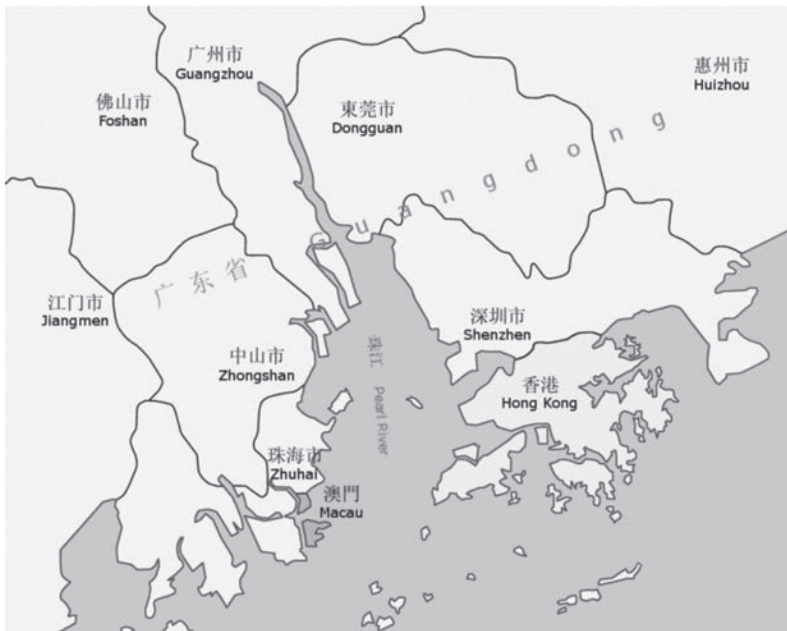 广州市
Guangzhou
惠州市
Huizhou
佛山市
Foshan
東莞市
Dongguan
Guangdong
广东省
江门市
Jiangmen
深圳市
Shenzhen
中山市
Zhongshan
珠江 Pearl River
香港
Hong Kong
珠海市
Zhuhai
澳門
Macau